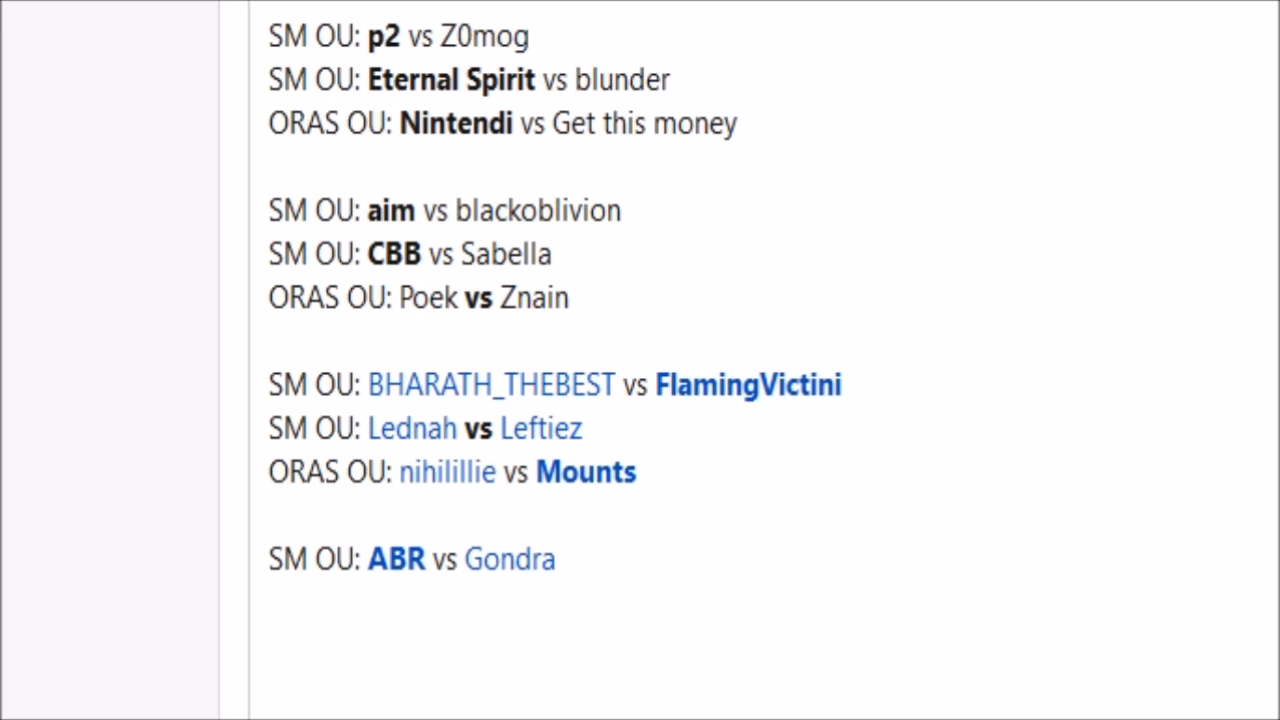 SM OU: p2 vs Z0mog
SM OU: Eternal Spirit vs blunder
ORAS OU: Nintendi vs Get this money
SM OU: aim vs blackoblivion
SM OU: CBB vs Sabella
ORAS OU: Poek vs Znain
SM OU: BHARATH_THEBEST vs FlamingVictini
SM OU: Lednah vs Leftiez
ORAS OU: nihilillie vs Mounts
SM OU: ABR vs Gondra